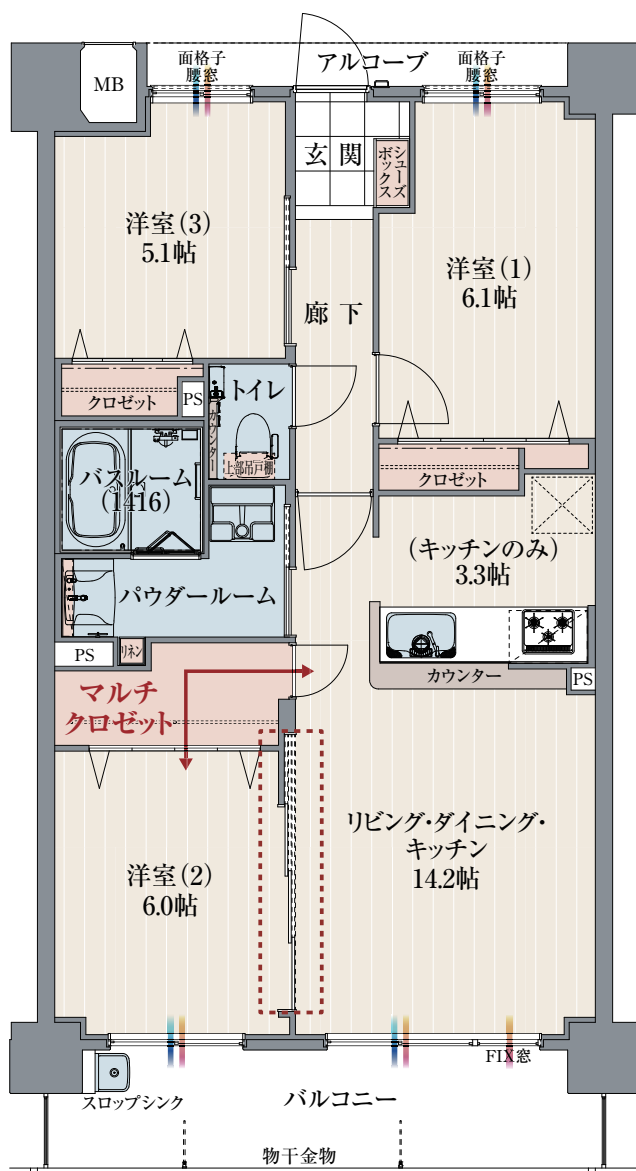 面格子
腰窓
アルコーブ
面格子
腰窓
MB
玄関
シューズ
ボックス
洋室(3)
5.1帖
洋室(1)
6.1帖
廊下
クロゼット
PS
トイレ
カウンター
上部吊戸棚
クロゼット
バスルーム
(1416)
(キッチンのみ)
3.3帖
パウダールーム
PS
リネン
カウンター
PS
マルチ
クロゼット
リビング・ダイニング・
キッチン
14.2帖
洋室(2)
6.0帖
FIX窓
スロップシンク
バルコニー
物干金物